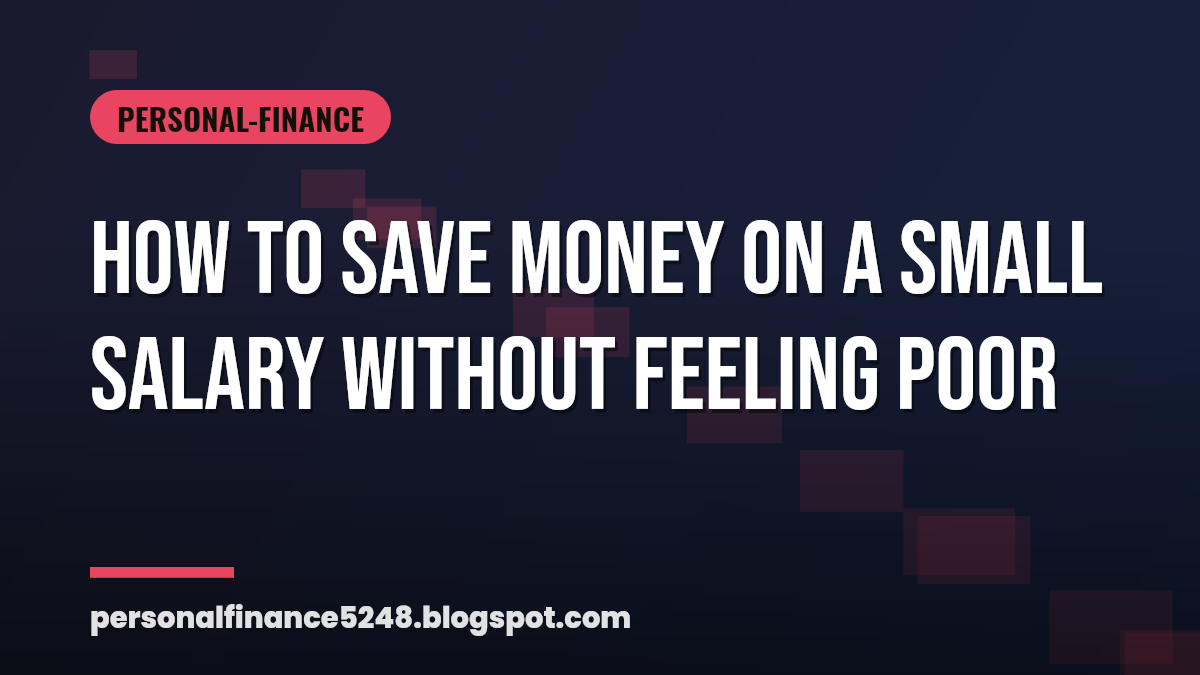 PERSONAL-FINANCE
HOW TO SAVE MONEY ON A SMALL
SALARY WITHOUT FEELING POOR
personalfinance5248.blogspot.com